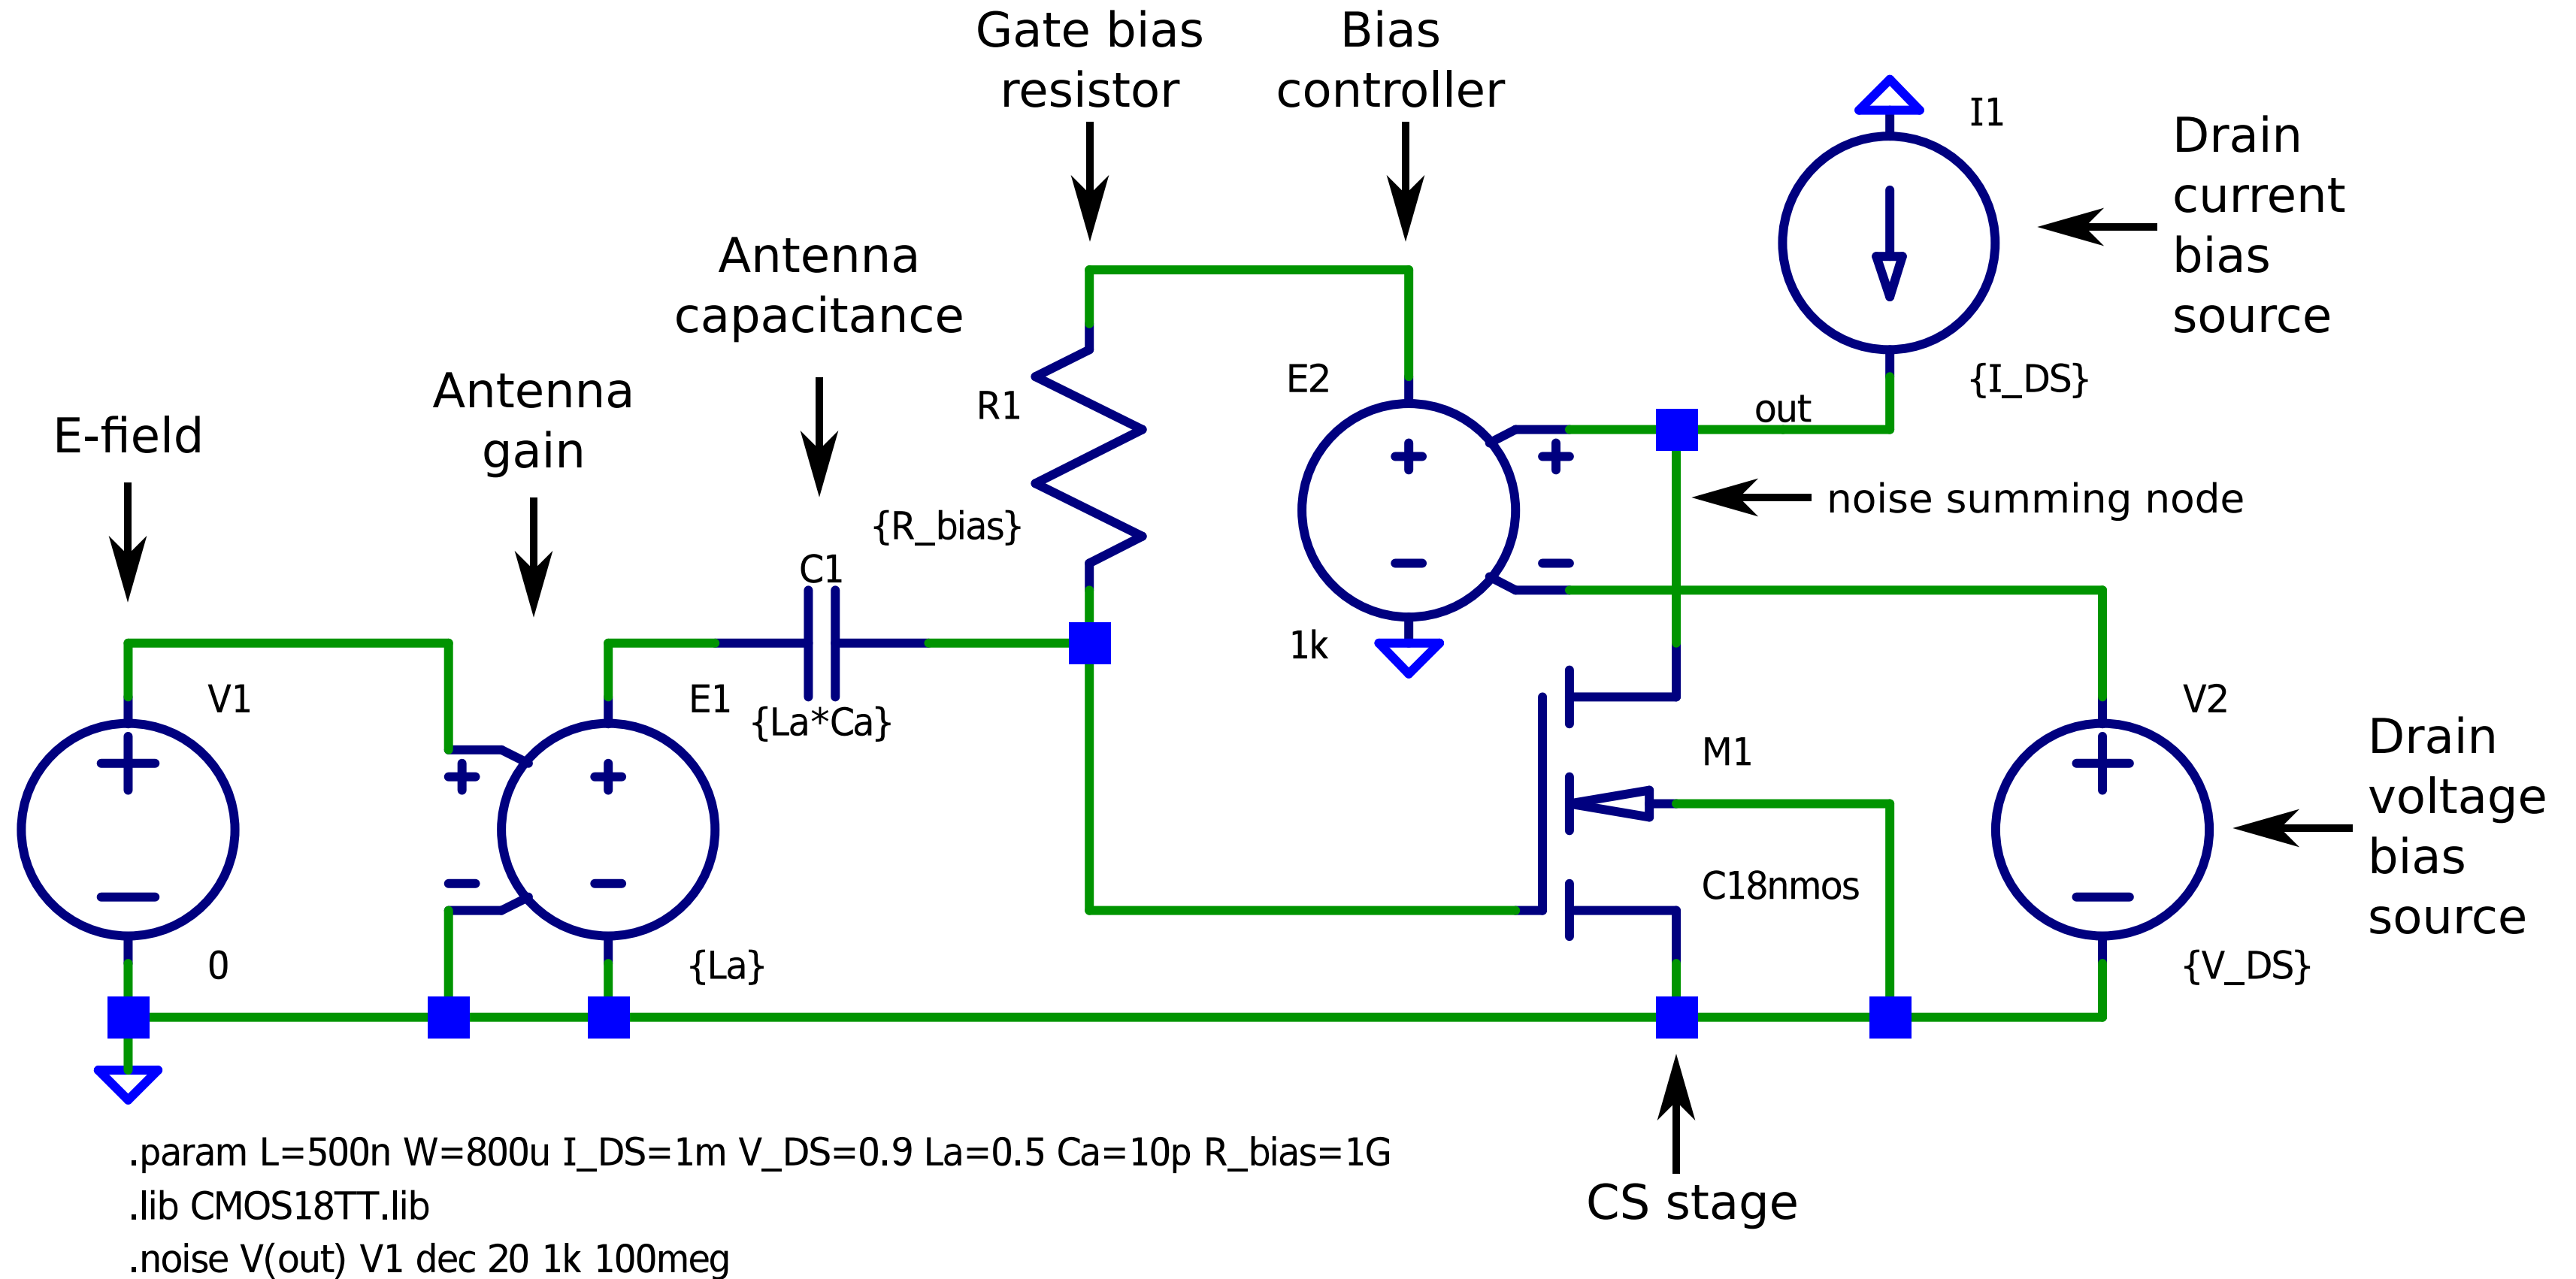 Gate bias
resistor
Bias
controller
I1
Drain
current
bias
source
{I_DS}
Antenna
capacitance
Antenna
gain
E-field
R1
{R_bias}
E2
+
+
−
−
1k
out
noise summing node
C1
{La*Ca}
V1
+
−
0
E1
+
+
−
−
{La}
M1
C18nmos
V2
+
−
{V_DS}
Drain
voltage
bias
source
CS stage
.param L=500n W=800u I_DS=1m V_DS=0.9 La=0.5 Ca=10p R_bias=1G
.lib CMOS18TT.lib
.noise V(out) V1 dec 20 1k 100meg